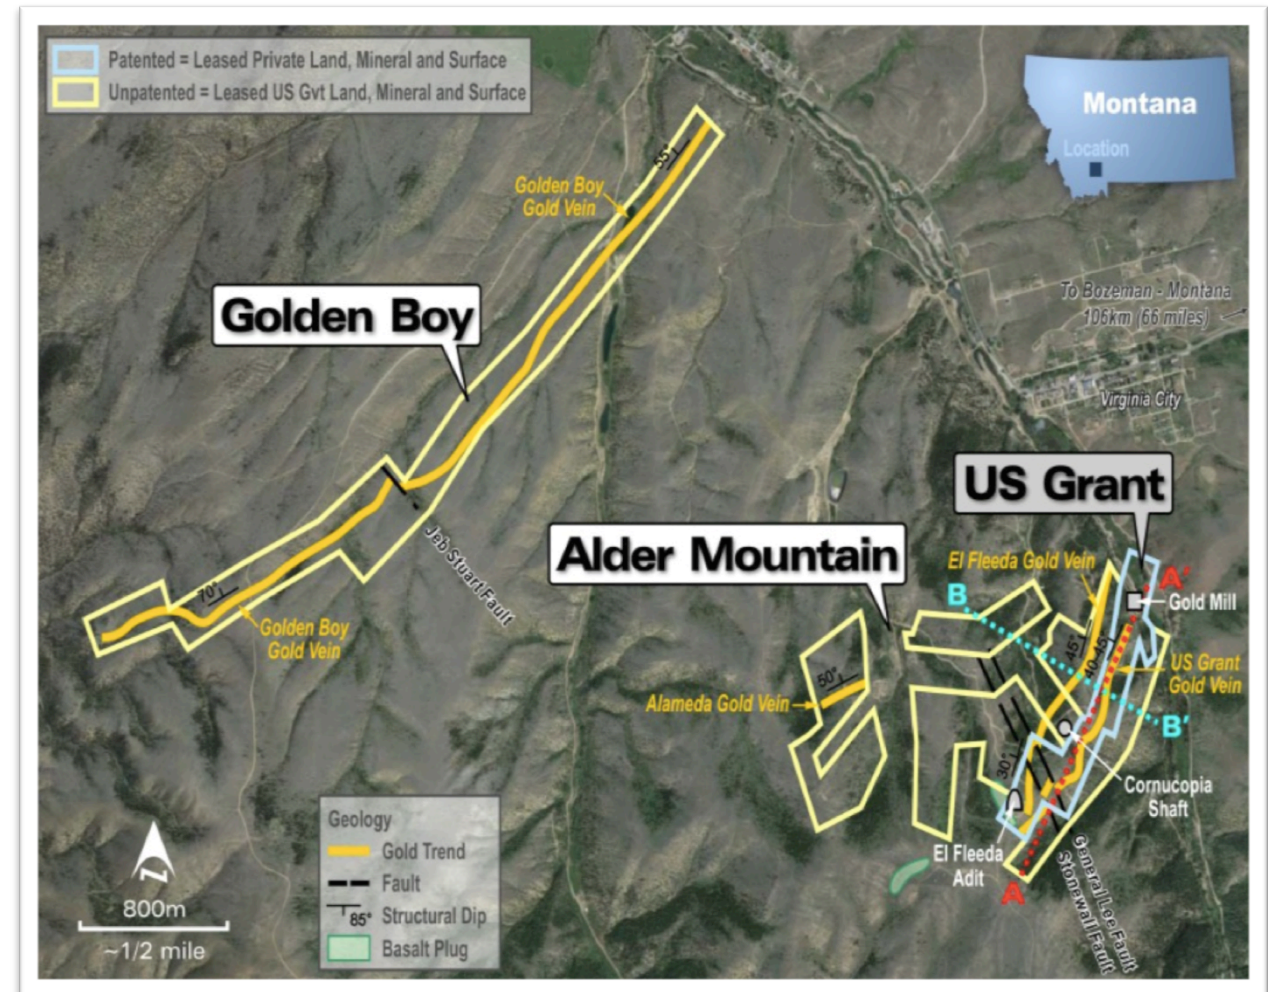 Patented = Leased Private Land, Mineral and Surface
Unpatented = Leased US Gvt Land, Mineral and Surface
Montana
Location
55°
Golden Boy
Gold Vein
To Bozeman - Montana
106km (66 miles)
Golden Boy
Virginia City
US Grant
Jeb Stuart Fault
Alder Mountain
El Fleeda Gold Vein
B
A'
Gold Mill
70°
Golden Boy
Gold Vein
45°
40-45°
US Grant
Gold Vein
50°
Alameda Gold Vein
B'
30°
Cornucopia
Shaft
El Fleeda
Adit
A
General Lee Fault
Stonewall Fault
Geology
Gold Trend
Fault
85°
Structural Dip
Basalt Plug
N
800m
~1/2 mile